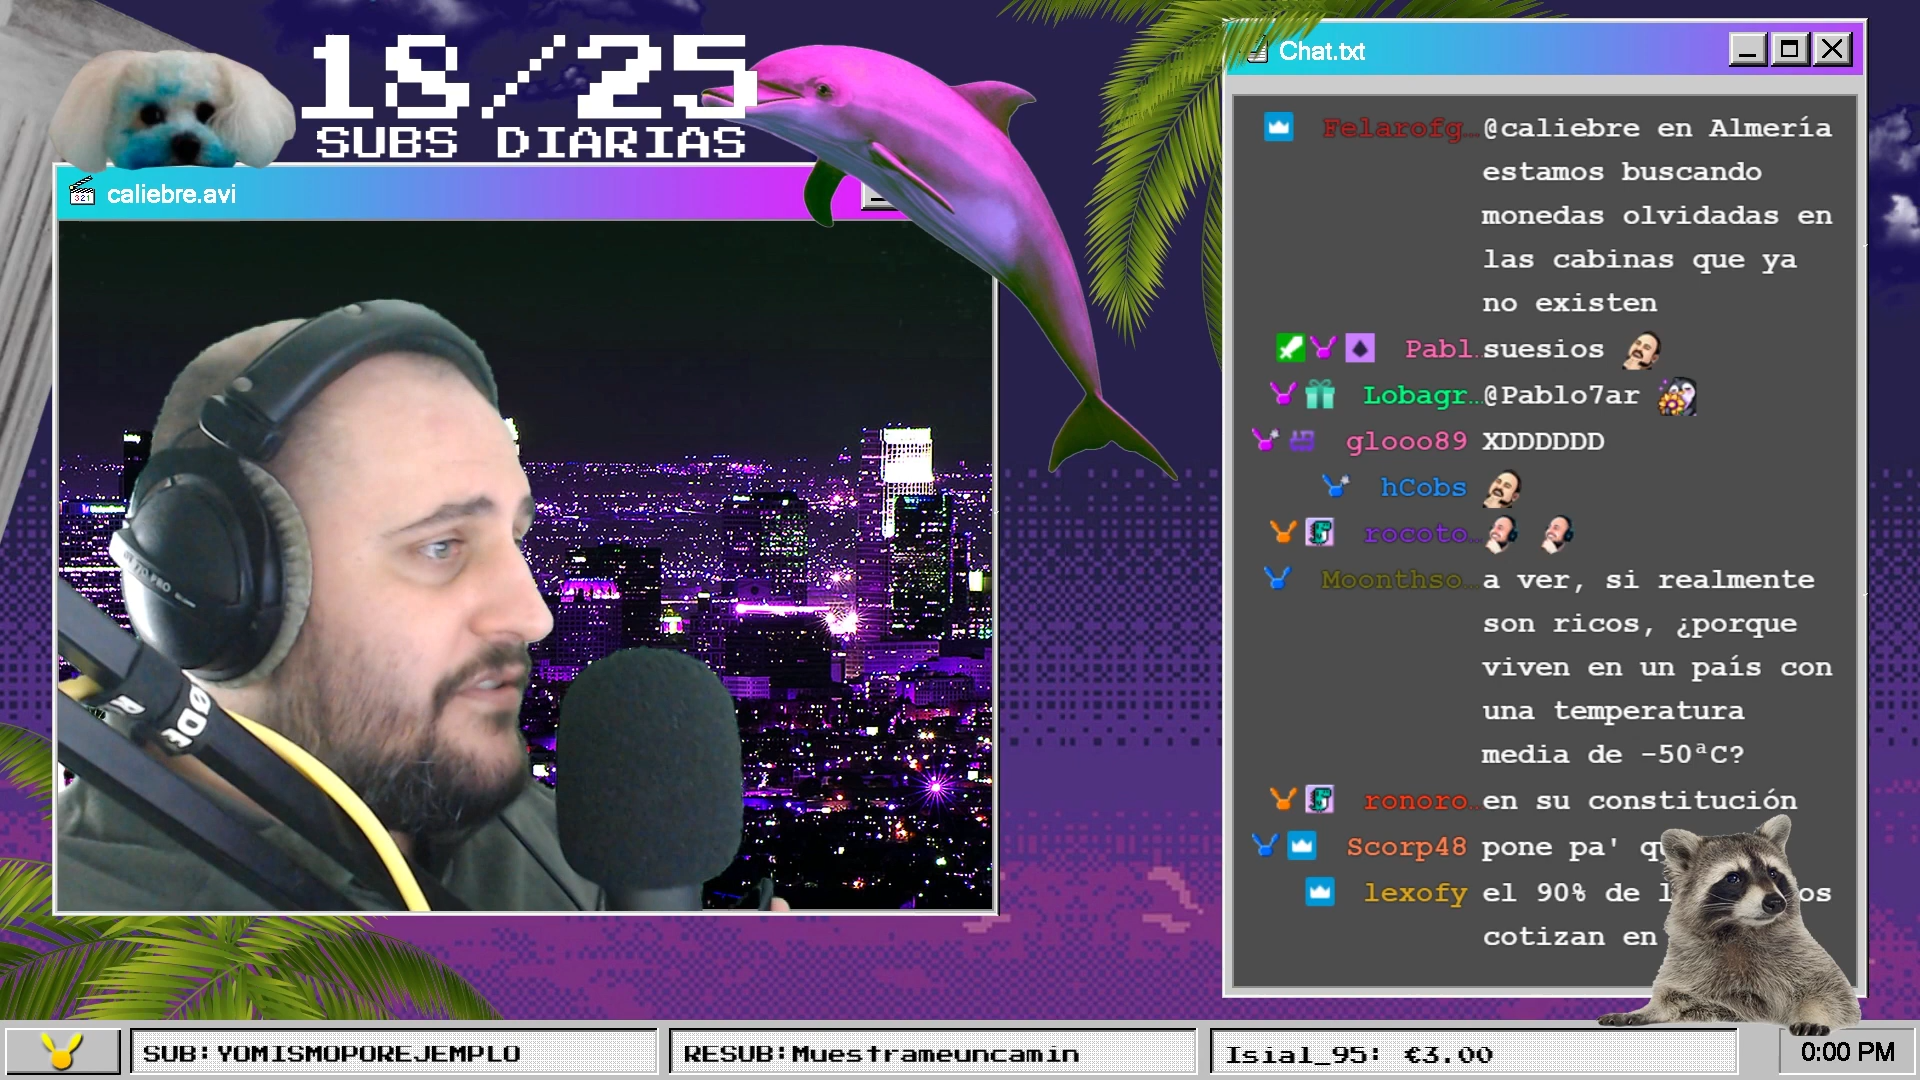 18/25
SUBS DIARIAS
caliebre.avi
321
Chat.txt
Felarofg… @caliebre en Almería
estamos buscando
monedas olvidadas en
las cabinas que ya
no existen
Pabl… suesios
Lobagr… @Pablo7ar
glooo89 XDDDDDD
hCobs
rocoto…
Moonthso… a ver, si realmente
son ricos, ¿porque
viven en un país con
una temperatura
media de -50ªC?
ronoro… en su constitución
Scorp48 pone pa'
lexofy el 90% de
cotizan en
PRO
RØDE
R
SUB:YOMISMOPOREJEMPLO
RESUB:Muestrameuncamin
Isial_95: €3.00
0:00 PM